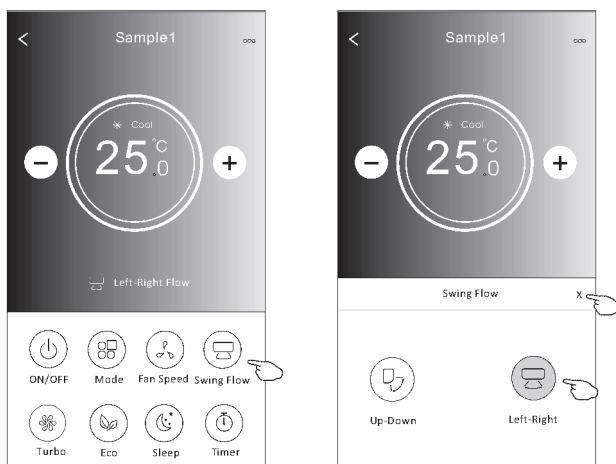 Sample1
Cool
25°C
.0
Left-Right Flow
ON/OFF Mode Fan Speed Swing Flow
Turbo Eco Sleep Timer
Sample1
Cool
25°C
.0
Swing Flow X
Up-Down Left-Right